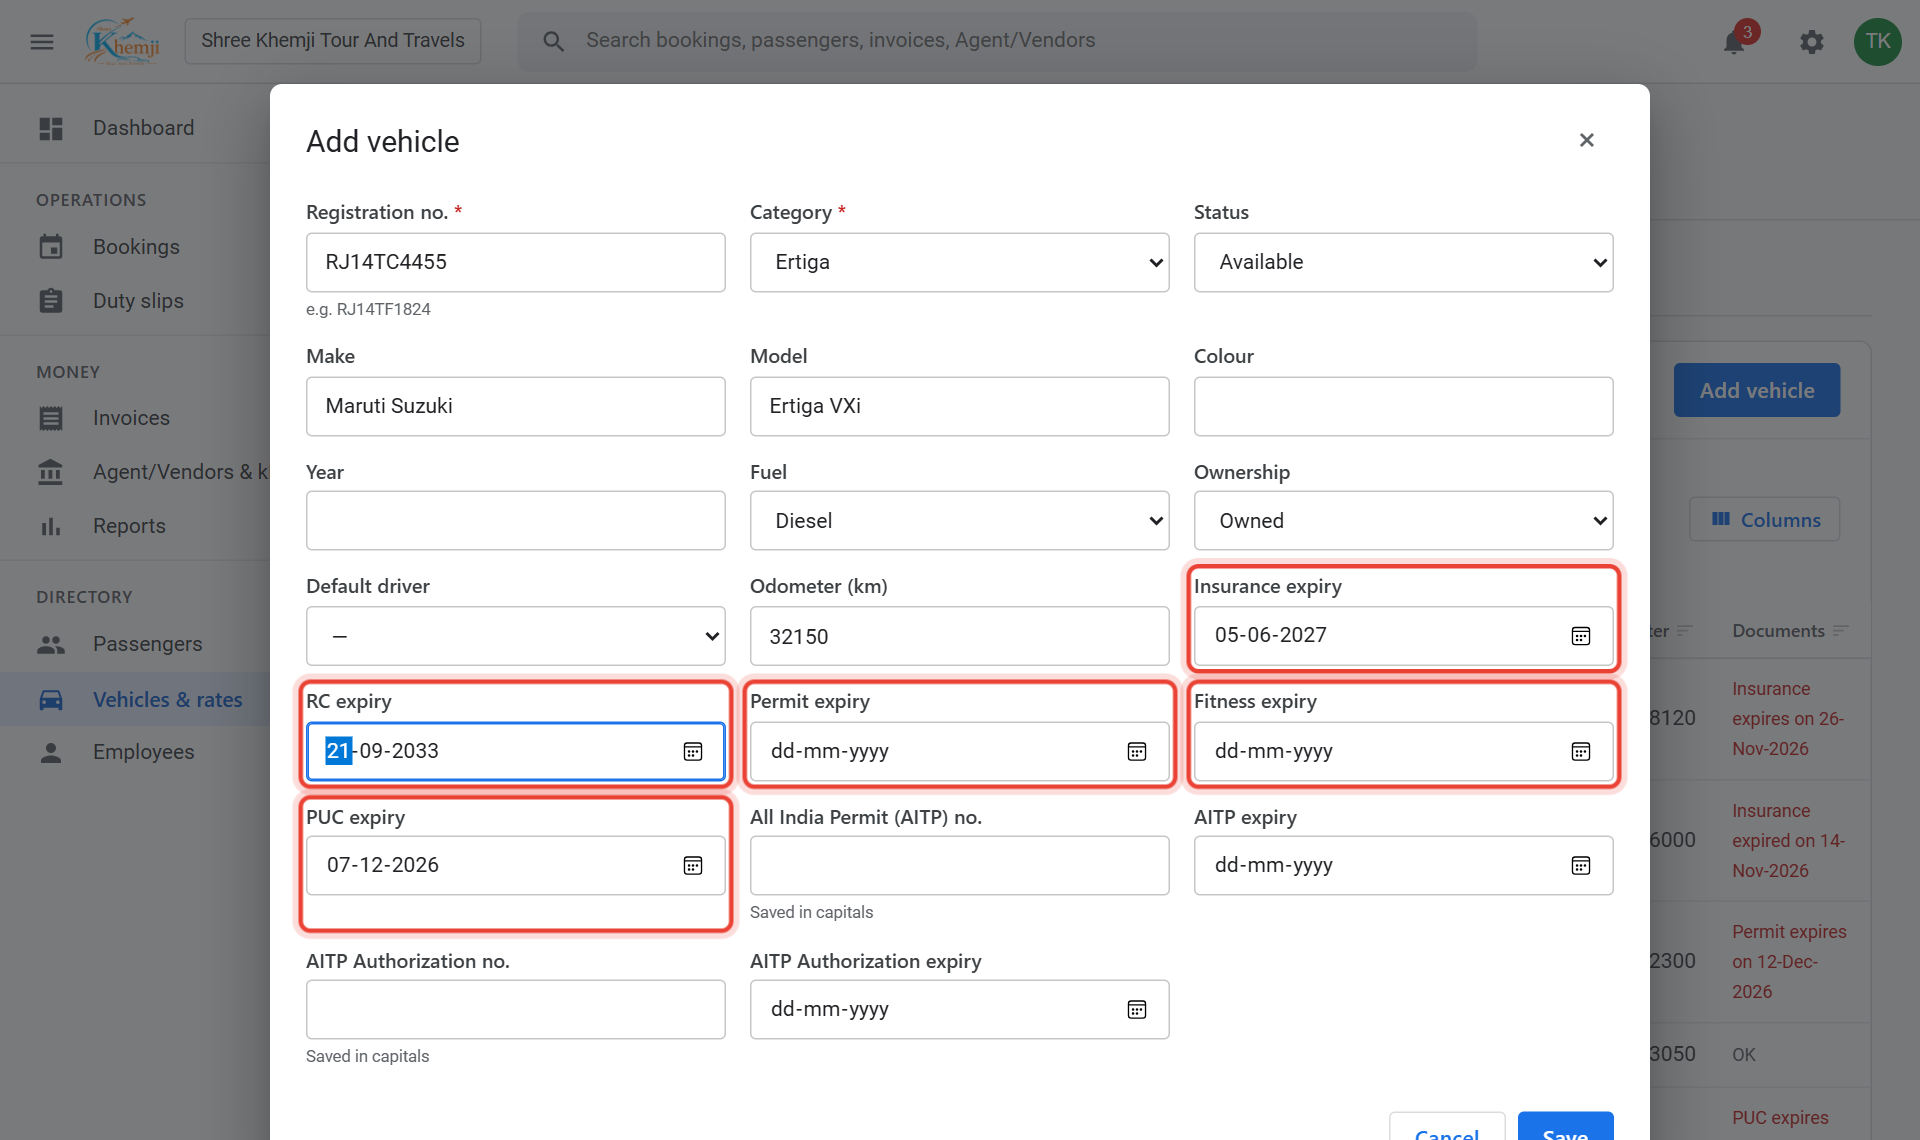 Khemji
Shree Khemji Tour And Travels
Search bookings, passengers, invoices, Agent/Vendors
3
TK
Dashboard
OPERATIONS
Bookings
Duty slips
MONEY
Invoices
Agent/Vendors & k
Reports
DIRECTORY
Passengers
Vehicles & rates
Employees
Add vehicle
Registration no. *
RJ14TC4455
e.g. RJ14TF1824
Category *
Ertiga
Status
Available
Make
Maruti Suzuki
Model
Ertiga VXi
Colour
Year
Fuel
Diesel
Ownership
Owned
Default driver
—
Odometer (km)
32150
Insurance expiry
05-06-2027
RC expiry
21-09-2033
Permit expiry
dd-mm-yyyy
Fitness expiry
dd-mm-yyyy
PUC expiry
07-12-2026
All India Permit (AITP) no.
Saved in capitals
AITP expiry
dd-mm-yyyy
AITP Authorization no.
Saved in capitals
AITP Authorization expiry
dd-mm-yyyy
Cancel
Save
Add vehicle
Columns
ter
Documents
8120
Insurance
expires on 26-
Nov-2026
6000
Insurance
expired on 14-
Nov-2026
2300
Permit expires
on 12-Dec-
2026
3050
OK
PUC expires